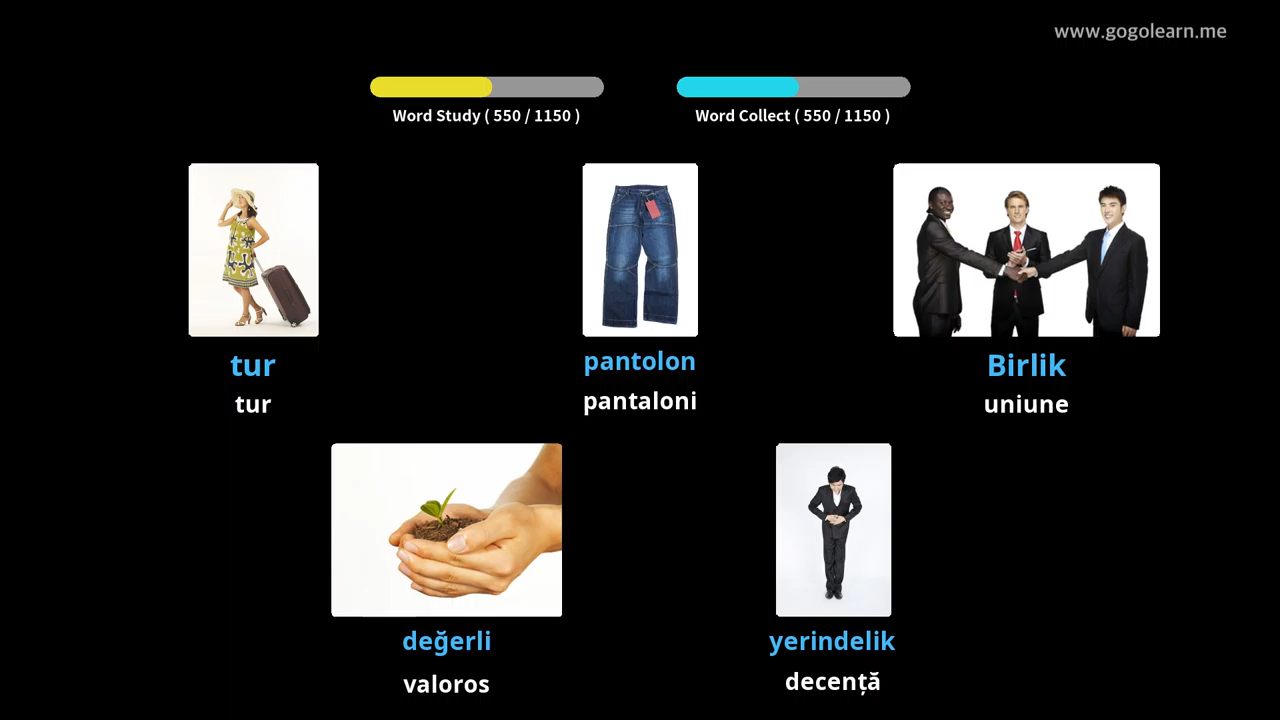 www.gogolearn.me
Word Study ( 550 / 1150 )
Word Collect ( 550 / 1150 )
tur
tur
pantolon
pantaloni
Birlik
uniune
değerli
valoros
yerindelik
decență